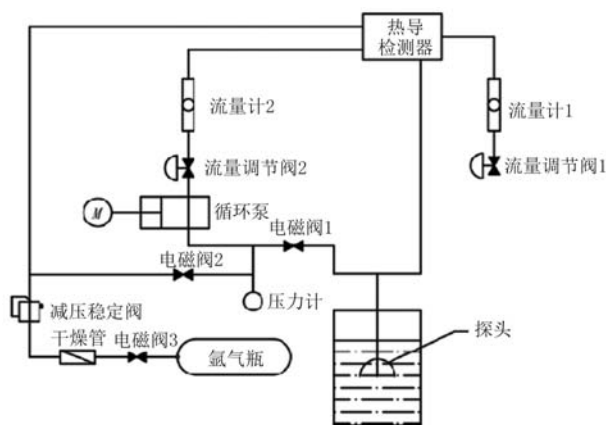 热导
检测器
流量计2
流量计1
流量调节阀2
流量调节阀1
M
循环泵
电磁阀1
电磁阀2
压力计
减压稳定阀
干燥管
电磁阀3
氩气瓶
探头